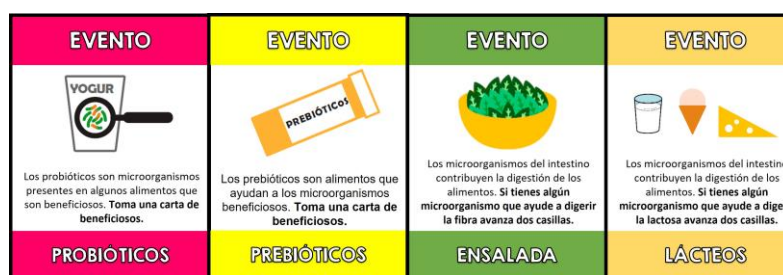 EVENTO
YOGUR
Los probióticos son microorganismos
presentes en algunos alimentos que
son beneficiosos. Toma una carta de
beneficiosos.
PROBIÓTICOS
EVENTO
PREBIÓTICOS
Los prebióticos son alimentos que
ayudan a los microorganismos
beneficiosos. Toma una carta de
beneficiosos.
PREBIÓTICOS
EVENTO
Los microorganismos del intestino
contribuyen la digestión de los
alimentos. Si tienes algún
microorganismo que ayude a digerir
la fibra avanza dos casillas.
ENSALADA
EVENTO
Los microorganismos del intestino
contribuyen la digestión de los
alimentos. Si tienes algún
microorganismo que ayude a dige
la lactosa avanza dos casillas.
LÁCTEOS